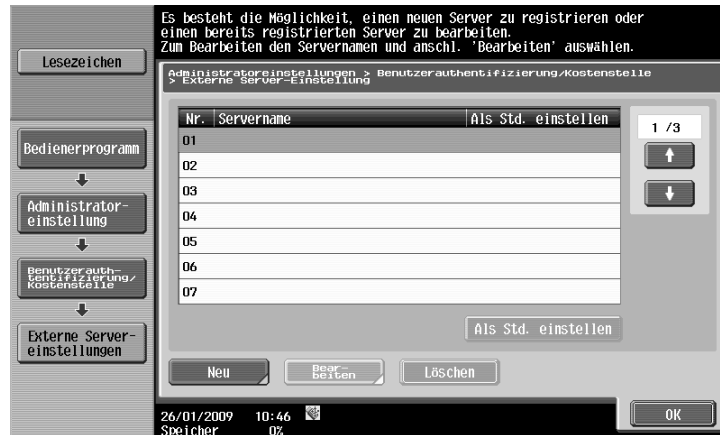 Es besteht die Möglichkeit, einen neuen Server zu registrieren oder
einen bereits registrierten Server zu bearbeiten.
Zum Bearbeiten den Servernamen und anschl. 'Bearbeiten' auswählen.
Lesezeichen
Administratoreinstellungen > Benutzerauthentifizierung/Kostenstelle
> Externe Server-Einstellung
Nr. Servername Als Std. einstellen
1 /3
01
02
03
04
05
06
07
Bedienerprogramm
Administrator-
einstellung
Benutzerauth-
tentifizierung/
Kostenstelle
Externe Server-
einstellungen
Als Std. einstellen
Neu
Bear-
beiten
Löschen
26/01/2009 10:46
Speicher 0%
OK